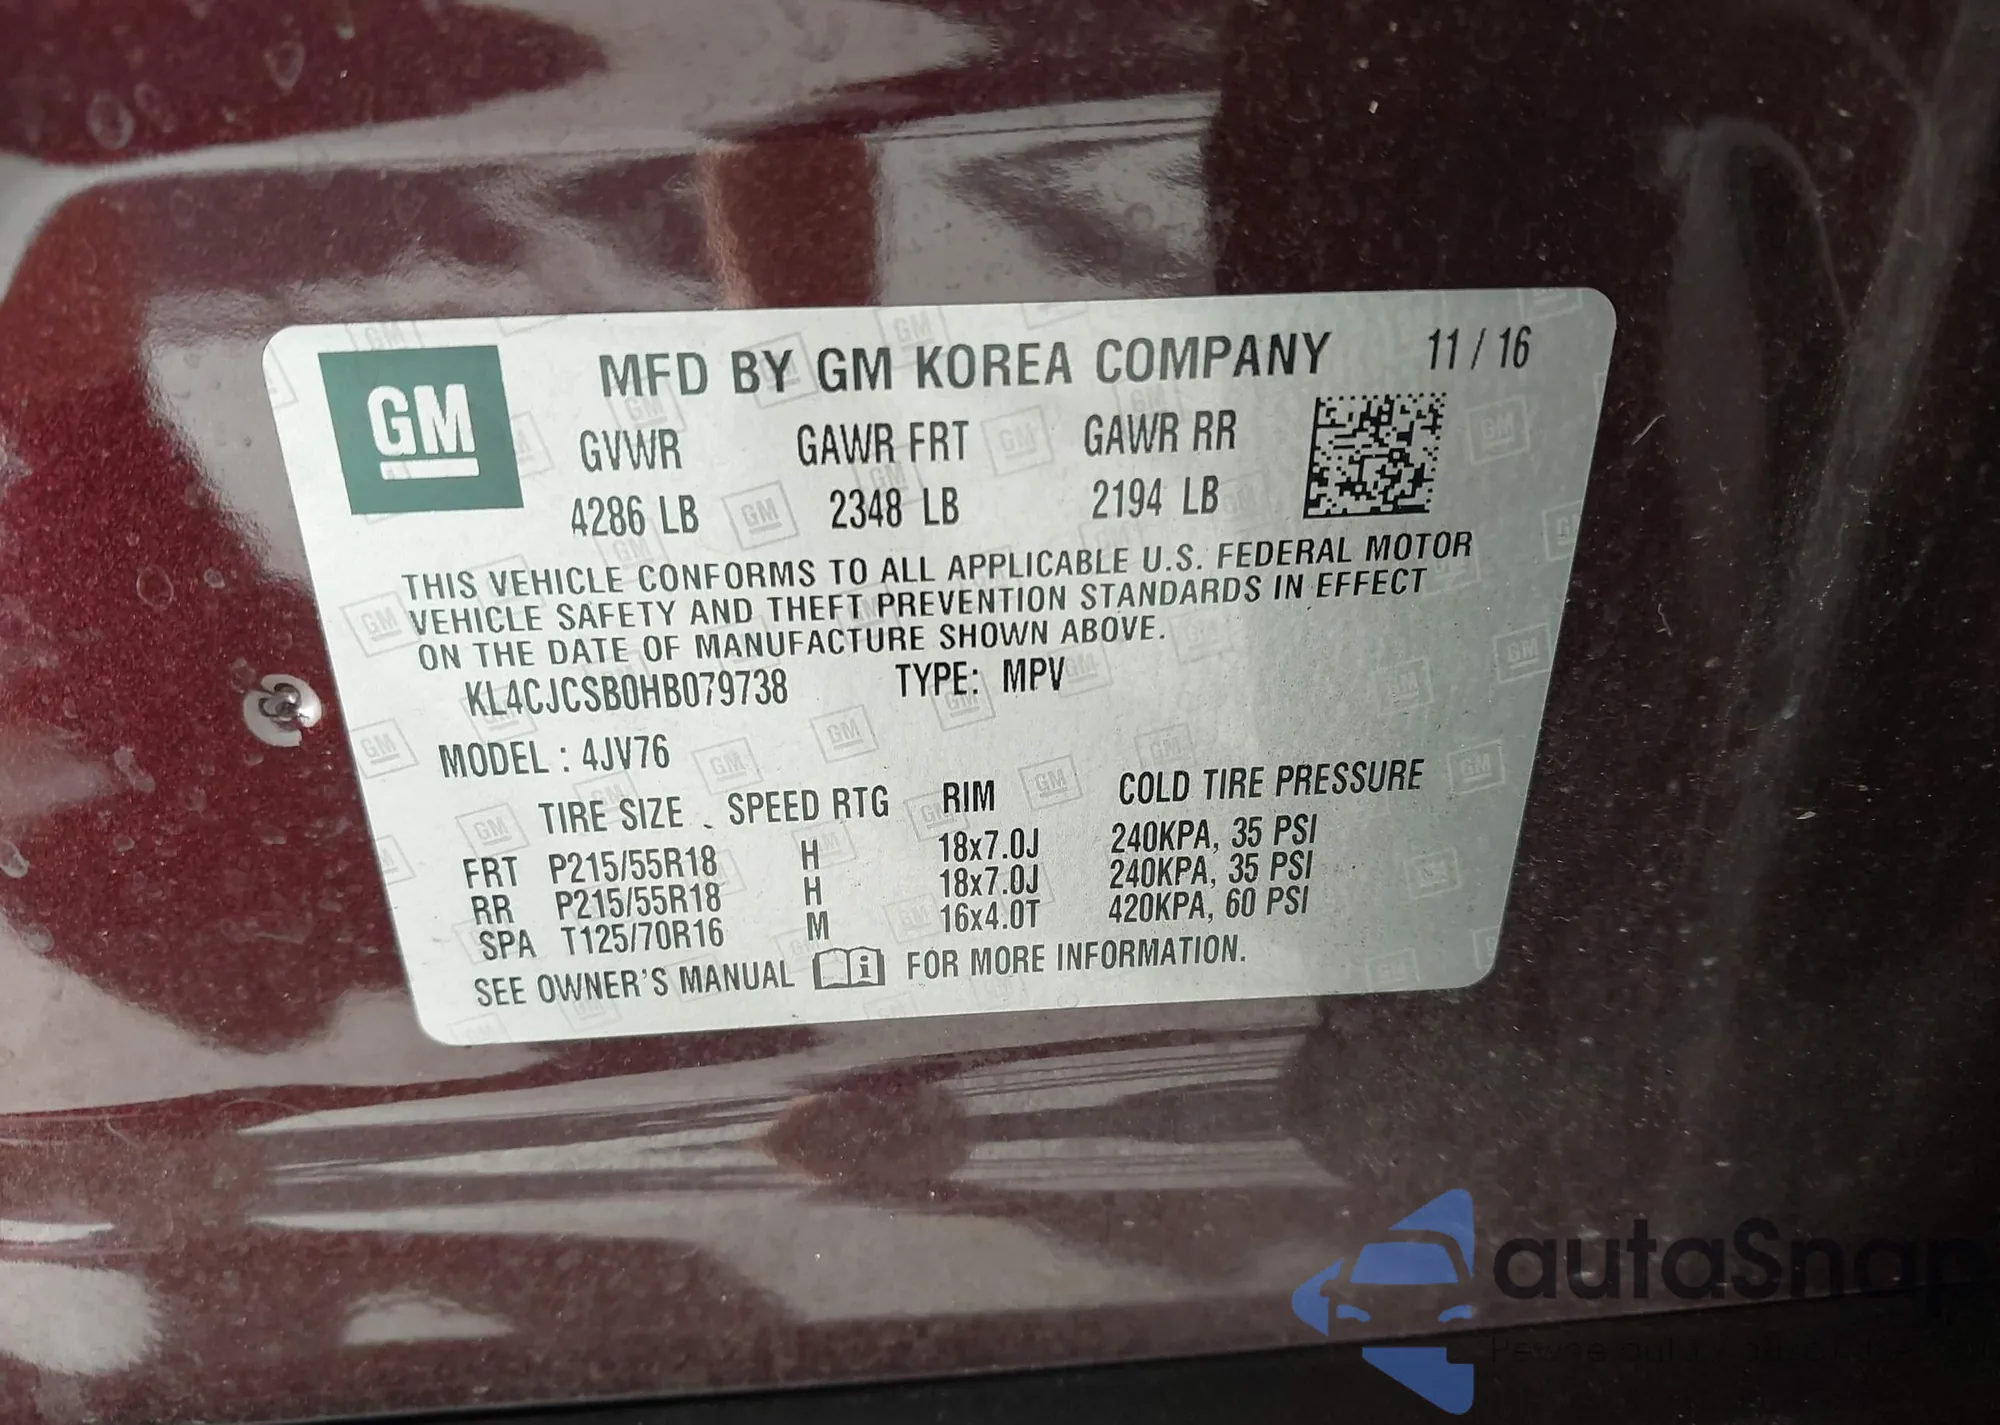 GM
MFD BY GM KOREA COMPANY 11 / 16
GVWR GAWR FRT GAWR RR
4286 LB 2348 LB 2194 LB
THIS VEHICLE CONFORMS TO ALL APPLICABLE U.S. FEDERAL MOTOR
VEHICLE SAFETY AND THEFT PREVENTION STANDARDS IN EFFECT
ON THE DATE OF MANUFACTURE SHOWN ABOVE.
KL4CJCSB0HB079738 TYPE: MPV
MODEL : 4JV76
TIRE SIZE SPEED RTG RIM COLD TIRE PRESSURE
FRT P215/55R18 H 18x7.0J 240KPA, 35 PSI
RR P215/55R18 H 18x7.0J 240KPA, 35 PSI
SPA T125/70R16 M 16x4.0T 420KPA, 60 PSI
SEE OWNER'S MANUAL i FOR MORE INFORMATION.
autaSnap